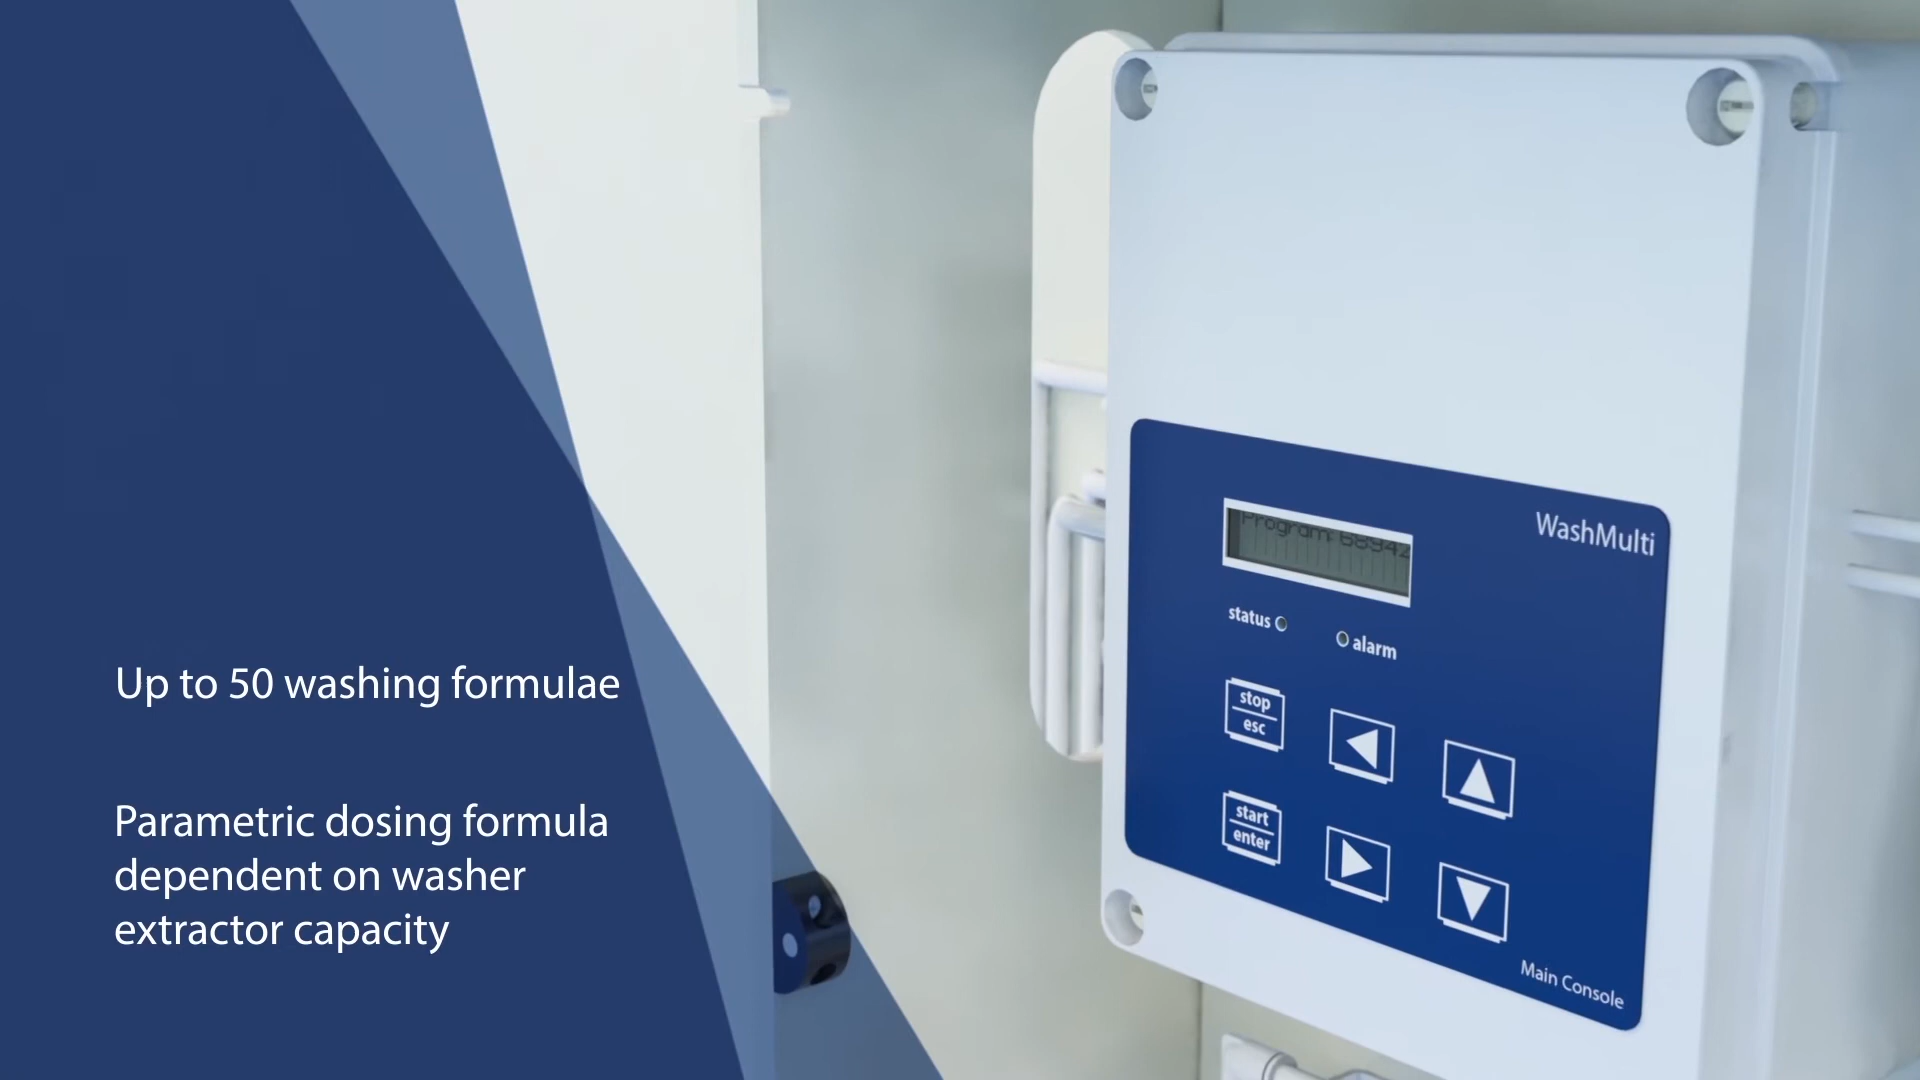 Up to 50 washing formulae
Parametric dosing formula
dependent on washer
extractor capacity
WashMulti
Program:
status
alarm
stop
esc
start
enter
Main Console